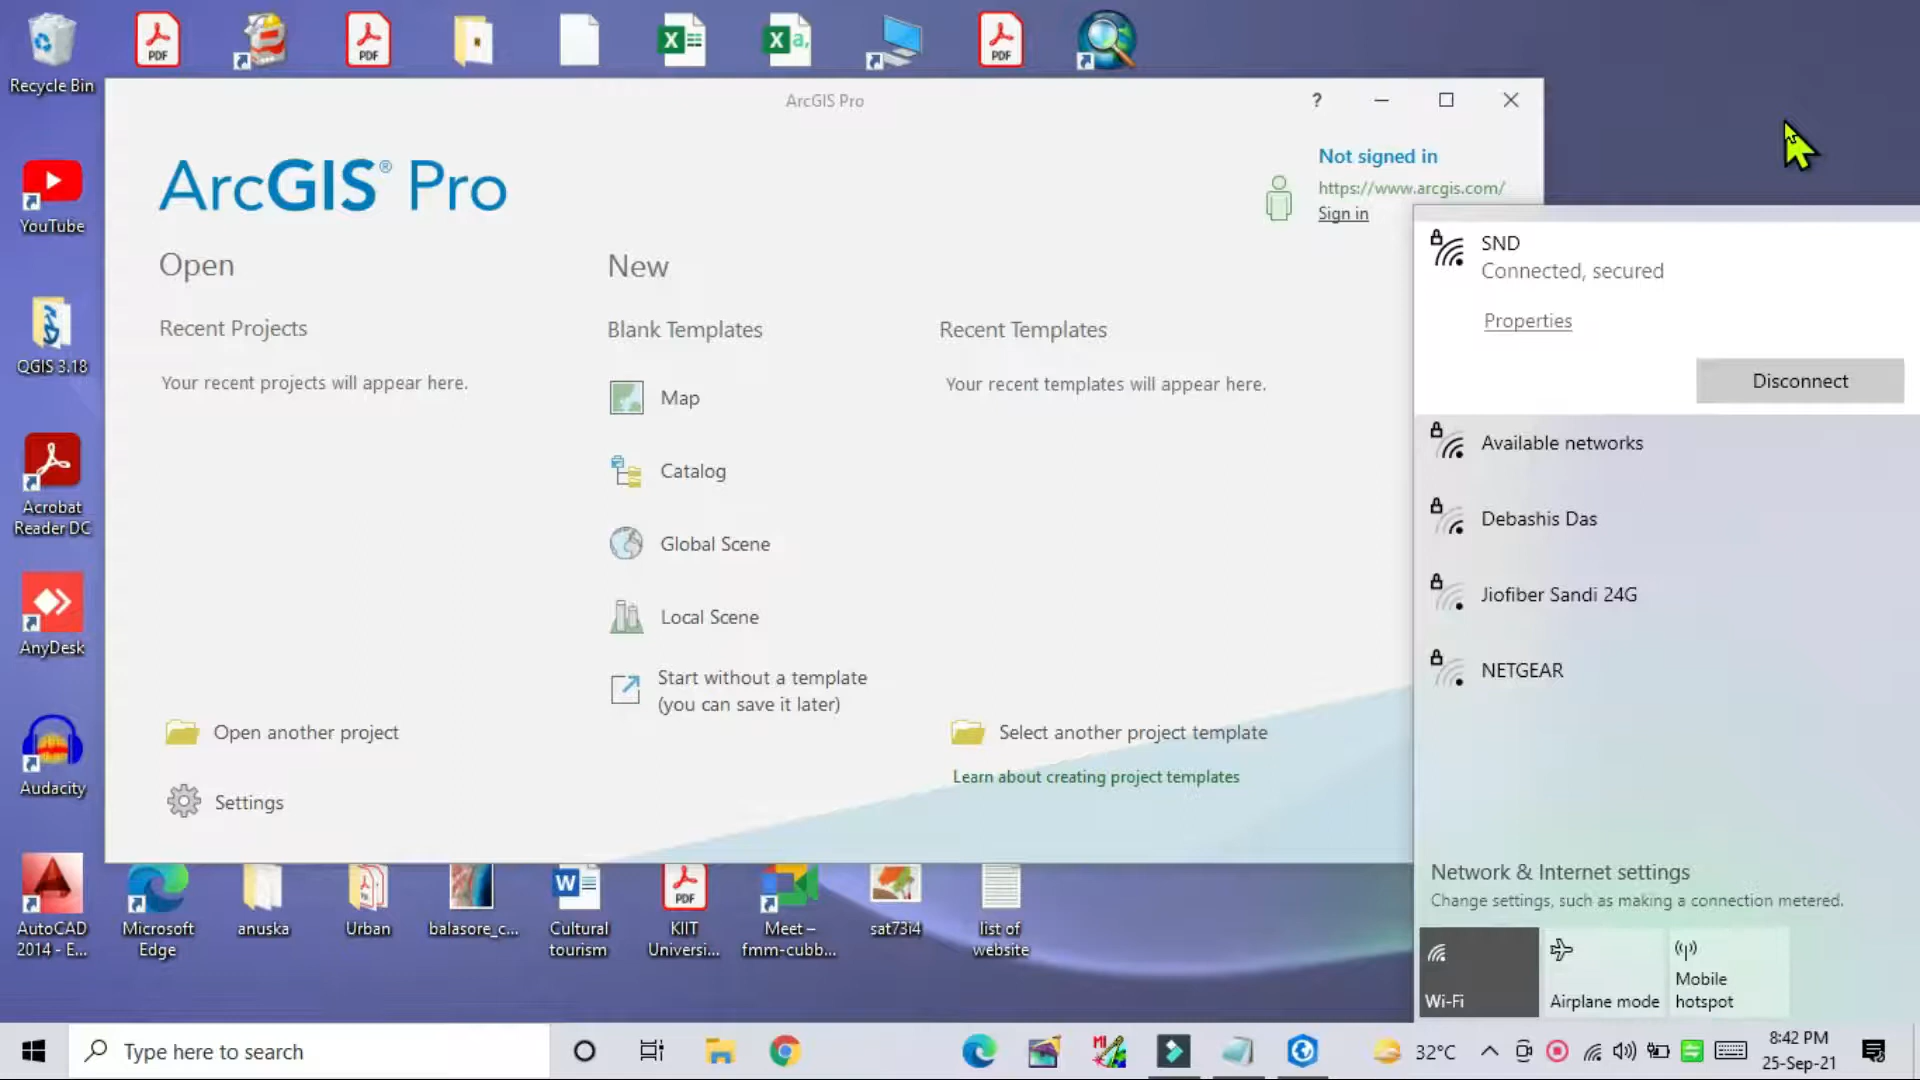 Recycle Bin
YouTube
QGIS 3.18
Acrobat
Reader DC
AnyDesk
Audacity
AutoCAD
2014 - E...
PDF
PDF
X
X a,
PDF
ArcGIS Pro
?
ArcGIS® Pro
Not signed in
https://www.arcgis.com/
Sign in
Open
Recent Projects
Your recent projects will appear here.
Open another project
Settings
New
Blank Templates
Map
Catalog
Global Scene
Local Scene
Start without a template
(you can save it later)
Recent Templates
Your recent templates will appear here.
Select another project template
Learn about creating project templates
SND
Connected, secured
Properties
Disconnect
Available networks
Debashis Das
Jiofiber Sandi 24G
NETGEAR
Network & Internet settings
Change settings, such as making a connection metered.
Wi-Fi
Airplane mode
Mobile
hotspot
Microsoft
Edge
anuska
Urban
balasore_c...
W
Cultural
tourism
PDF
KIIT
Universi...
Meet –
fmm-cubb...
sat73i4
list of
website
Type here to search
MI
32°C
8:42 PM
25-Sep-21